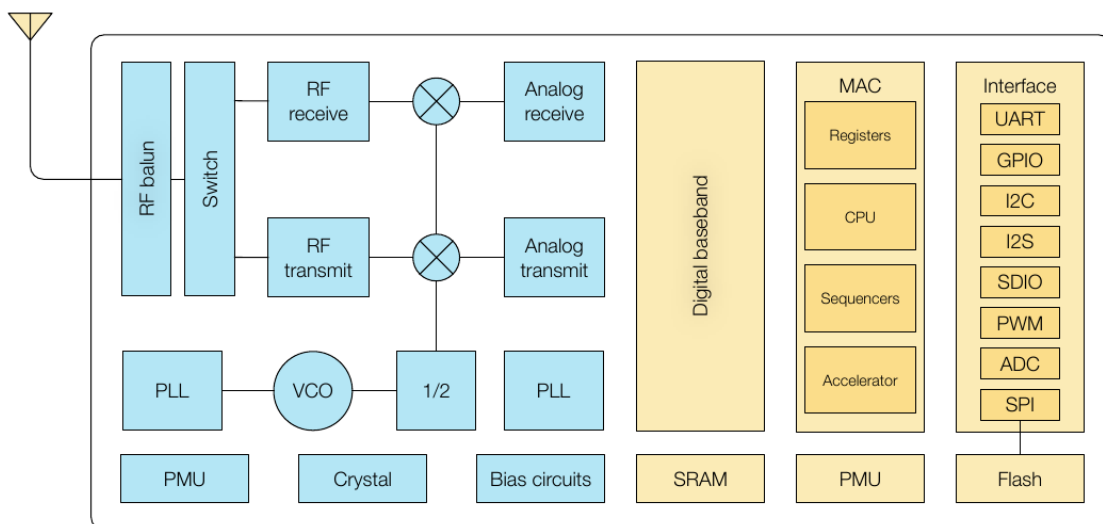 RF balun
Switch
RF
receive
Analog
receive
RF
transmit
Analog
transmit
PLL
VCO
1/2
PLL
PMU
Crystal
Bias circuits
Digital baseband
SRAM
MAC
Registers
CPU
Sequencers
Accelerator
PMU
Interface
UART
GPIO
I2C
I2S
SDIO
PWM
ADC
SPI
Flash